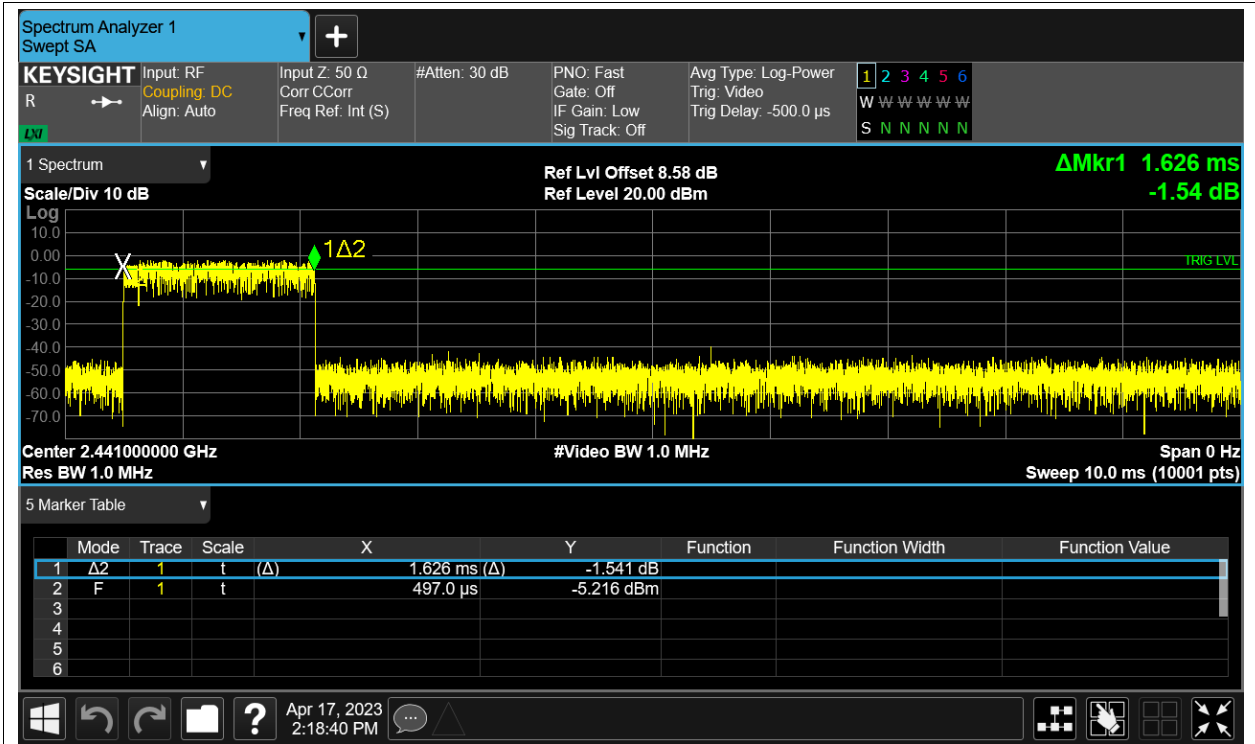 Spectrum Analyzer 1
Swept SA
KEYSIGHT
R
LXI
Input: RF
Coupling: DC
Align: Auto
Input Z: 50 Ω
Corr CCorr
Freq Ref: Int (S)
#Atten: 30 dB
PNO: Fast
Gate: Off
IF Gain: Low
Sig Track: Off
Avg Type: Log-Power
Trig: Video
Trig Delay: -500.0 µs
1 2 3 4 5 6
W W W W W W
S N N N N N
1 Spectrum
Scale/Div 10 dB
Ref Lvl Offset 8.58 dB
Ref Level 20.00 dBm
ΔMkr1 1.626 ms
-1.54 dB
Log
10.0
0.00
-10.0
-20.0
-30.0
-40.0
-50.0
-60.0
-70.0
X
1Δ2
TRIG LVL
Center 2.441000000 GHz
Res BW 1.0 MHz
#Video BW 1.0 MHz
Span 0 Hz
Sweep 10.0 ms (10001 pts)
5 Marker Table
Mode Trace Scale X Y Function Function Width Function Value
1 Δ2 1 t (Δ) 1.626 ms (Δ) -1.541 dB
2 F 1 t 497.0 µs -5.216 dBm
3
4
5
6
?
Apr 17, 2023
2:18:40 PM